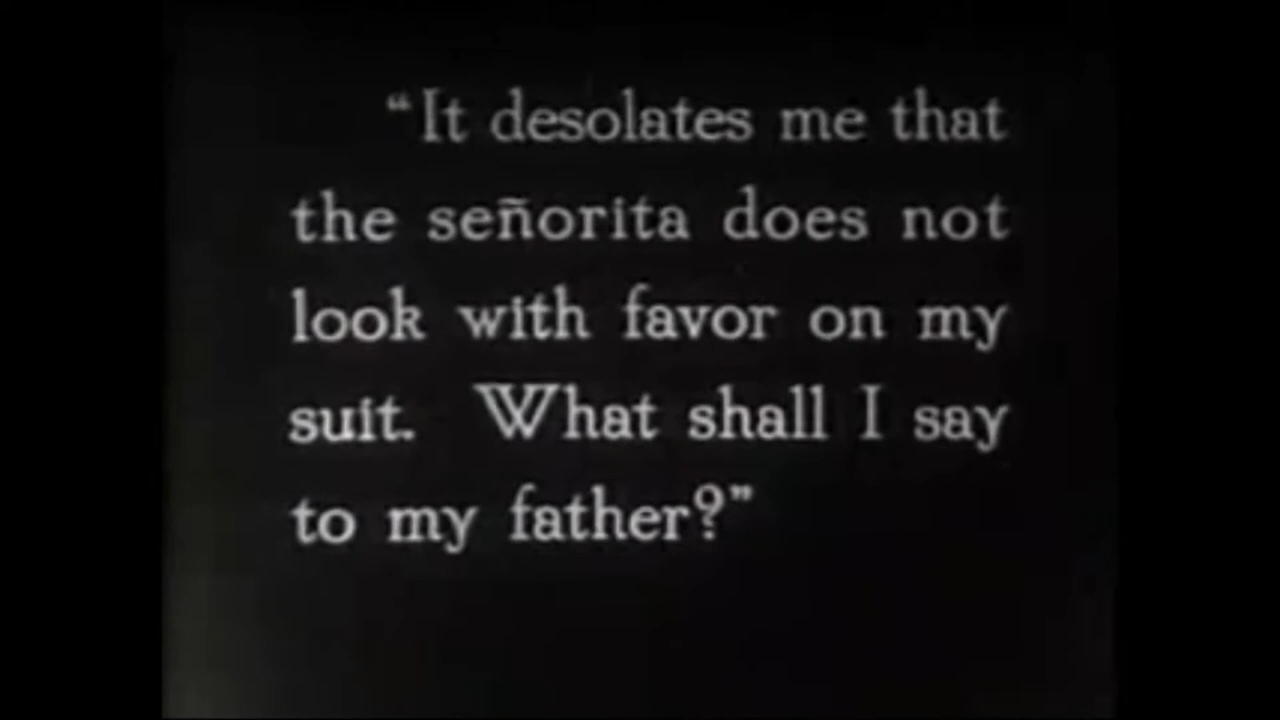 “It desolates me that
the señorita does not
look with favor on my
suit. What shall I say
to my father?”